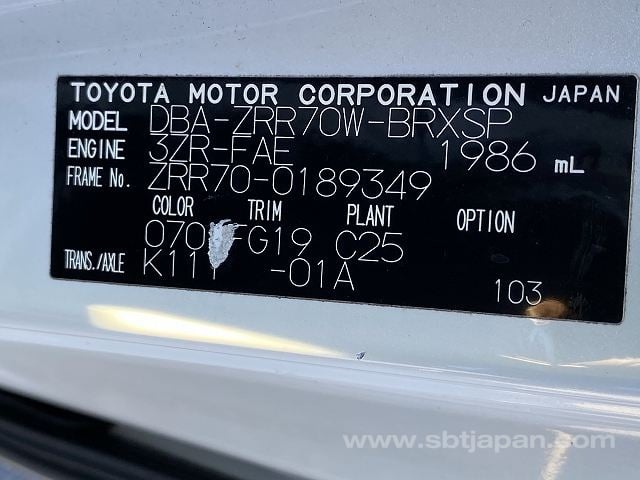 TOYOTA MOTOR CORPORATION JAPAN
MODEL DBA-ZRR70W-BRXSP
ENGINE 3ZR-FAE 1986 mL
FRAME No. ZRR70-0189349
COLOR TRIM PLANT OPTION
070 FG19 C25
TRANS./AXLE K111 -01A
103
www.sbtjapan.com